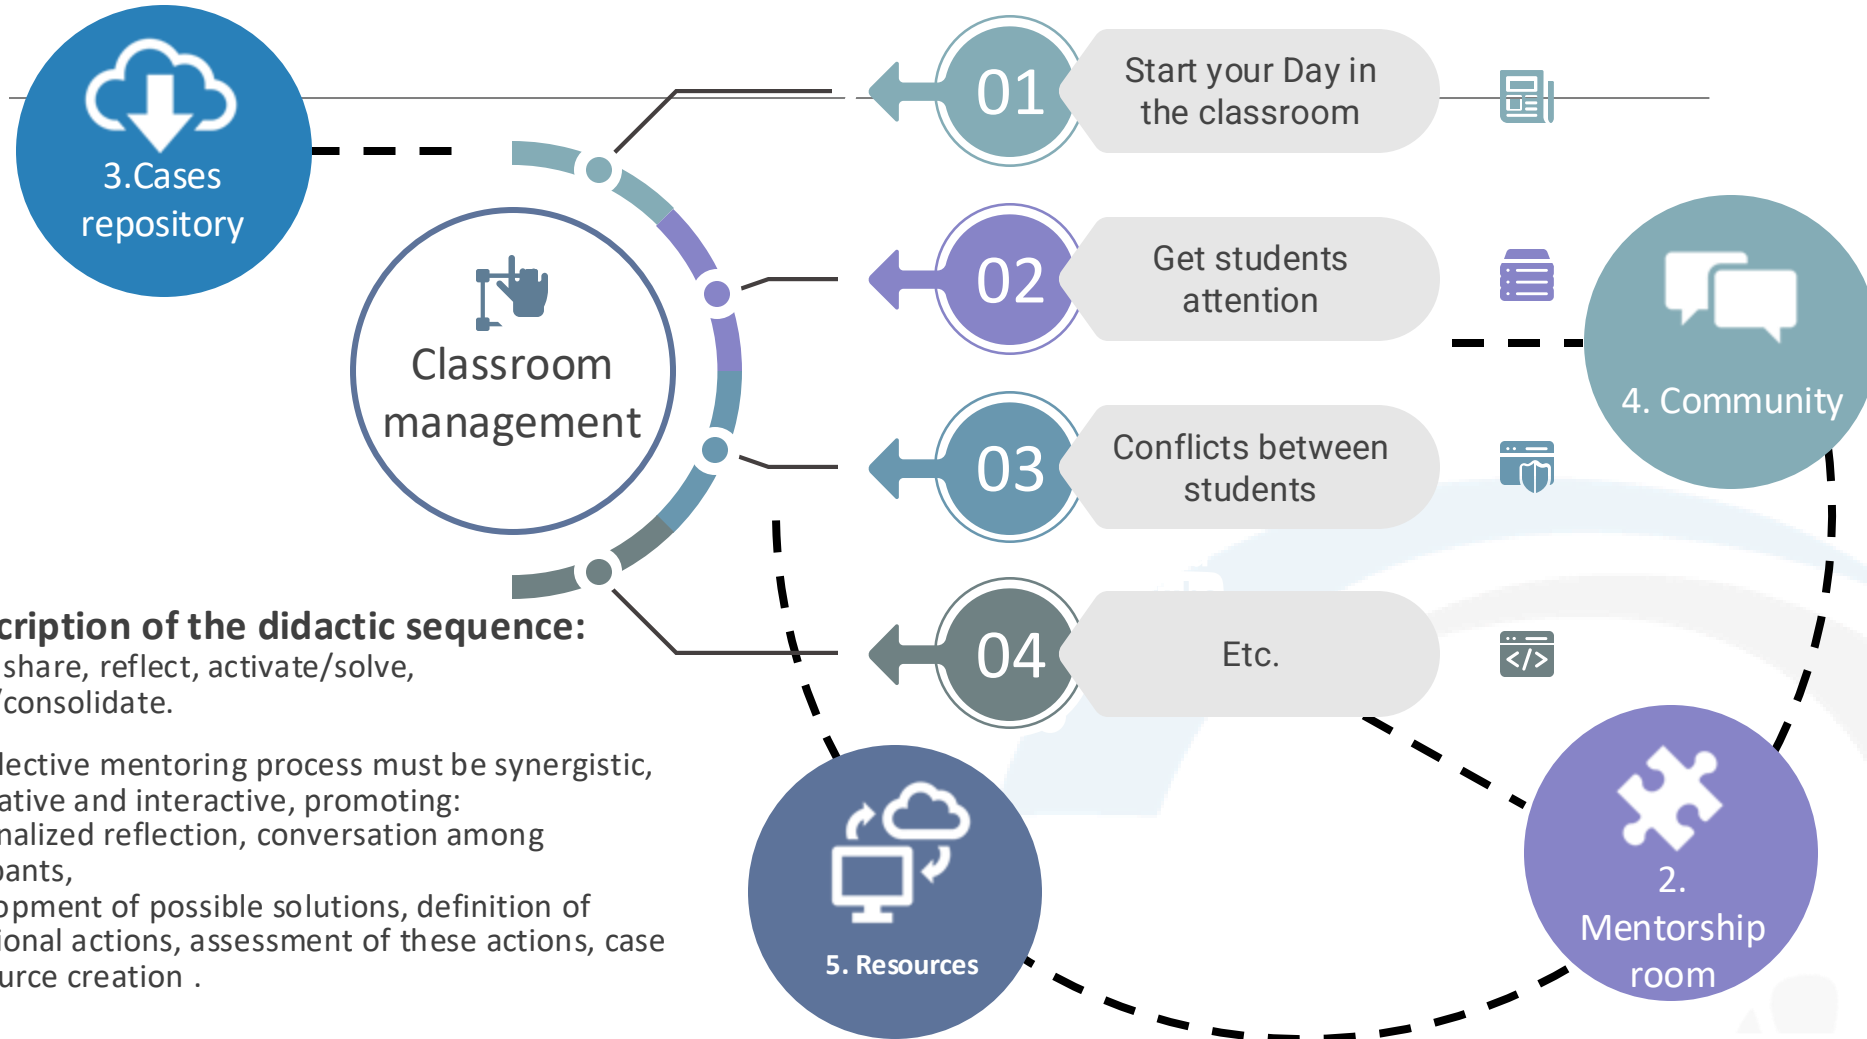 3.Cases
repository
Classroom
management
01
Start your Day in
the classroom
02
Get students
attention
03
Conflicts between
students
04
Etc.
4. Community
2.
Mentorship
room
5. Resources
cription of the didactic sequence:
share, reflect, activate/solve,
/consolidate.
lective mentoring process must be synergistic,
ative and interactive, promoting:
nalized reflection, conversation among
pants,
opment of possible solutions, definition of
ional actions, assessment of these actions, case
urce creation .